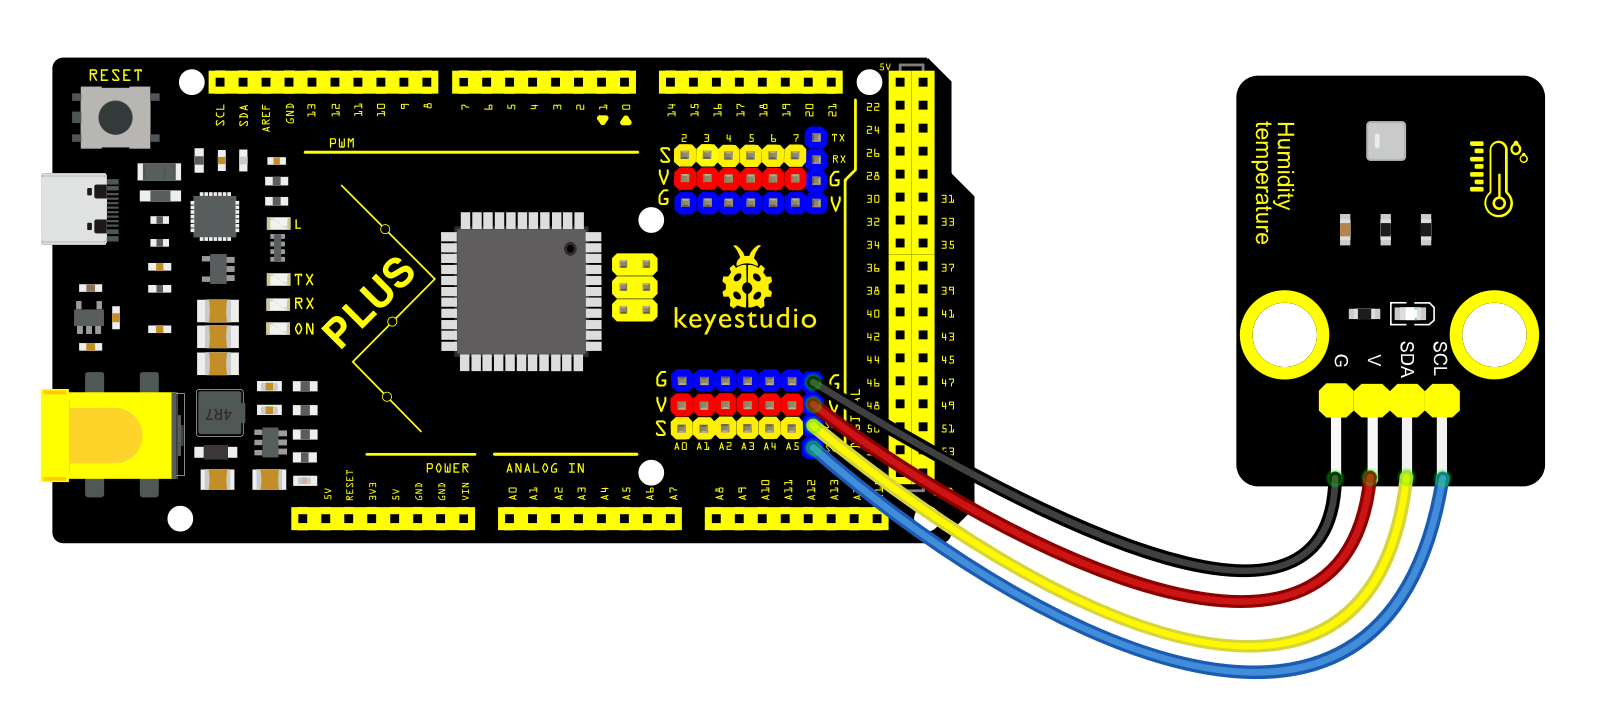 RESET
SCL SDA AREF GND 13 12 11 10 9 8
7 6 5 4 3 2 1 0
14 15 16 17 18 19 20 21
5V
PWM
2 3 4 5 6 7
TX
RX
G
V
S
V
G
22
24
26
28
30 31
32 33
34 35
36 37
38 39
40 41
42 43
44 45
46 47
48 49
50 51
53
L
TX
RX
ON
PLUS
keyestudio
4R7
G
V
S
A0 A1 A2 A3 A4 A5
G
V
POWER
ANALOG IN
5V RESET 3V3 5V GND GND VIN
A0 A1 A2 A3 A4 A5 A6 A7
A8 A9 A10 A11 A12 A13
Humidity
temperature
G V SDA SCL